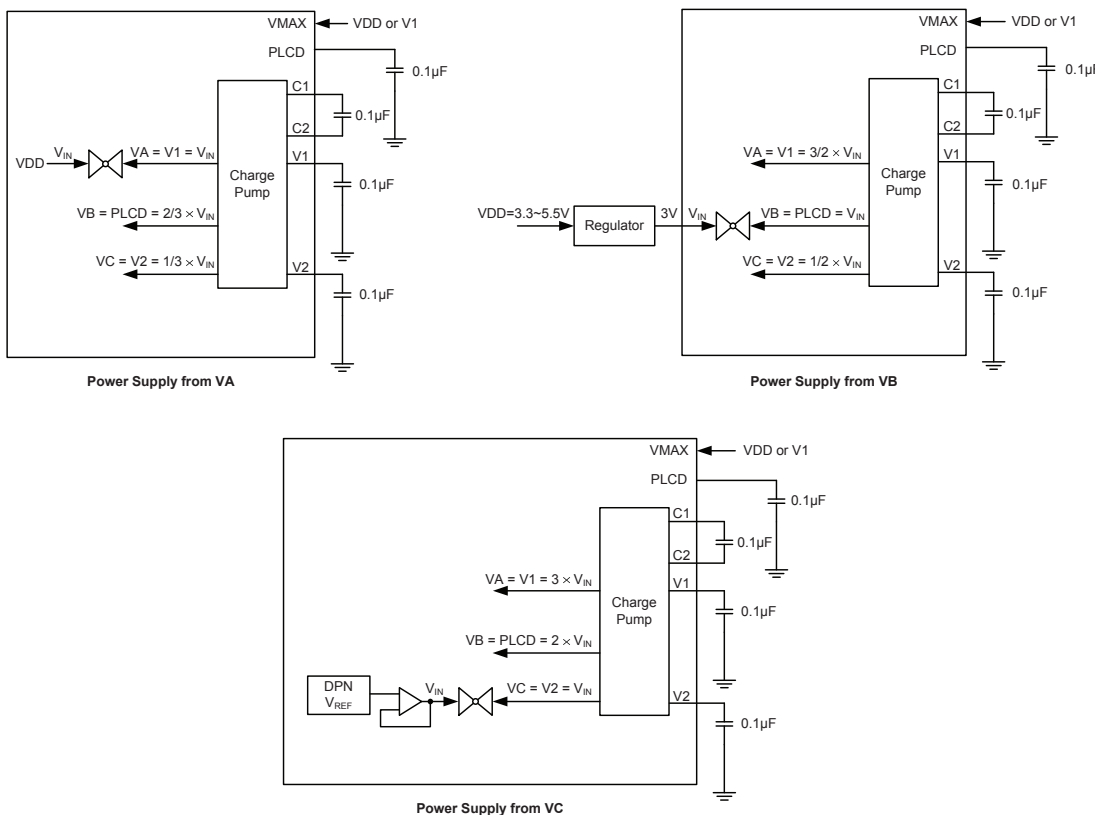 VMAX
VDD or V1
PLCD
0.1µF
C1
0.1µF
C2
VDD
VIN
VA = V1 = VIN
V1
Charge
Pump
0.1µF
VB = PLCD = 2/3 × VIN
VC = V2 = 1/3 × VIN
V2
0.1µF
Power Supply from VA
VMAX
VDD or V1
PLCD
0.1µF
C1
0.1µF
C2
VA = V1 = 3/2 × VIN
V1
Charge
Pump
0.1µF
VDD=3.3~5.5V
Regulator
3V
VIN
VB = PLCD = VIN
VC = V2 = 1/2 × VIN
V2
0.1µF
Power Supply from VB
VMAX
VDD or V1
PLCD
0.1µF
C1
0.1µF
C2
VA = V1 = 3 × VIN
V1
Charge
Pump
0.1µF
VB = PLCD = 2 × VIN
DPN
VREF
VIN
VC = V2 = VIN
V2
0.1µF
Power Supply from VC